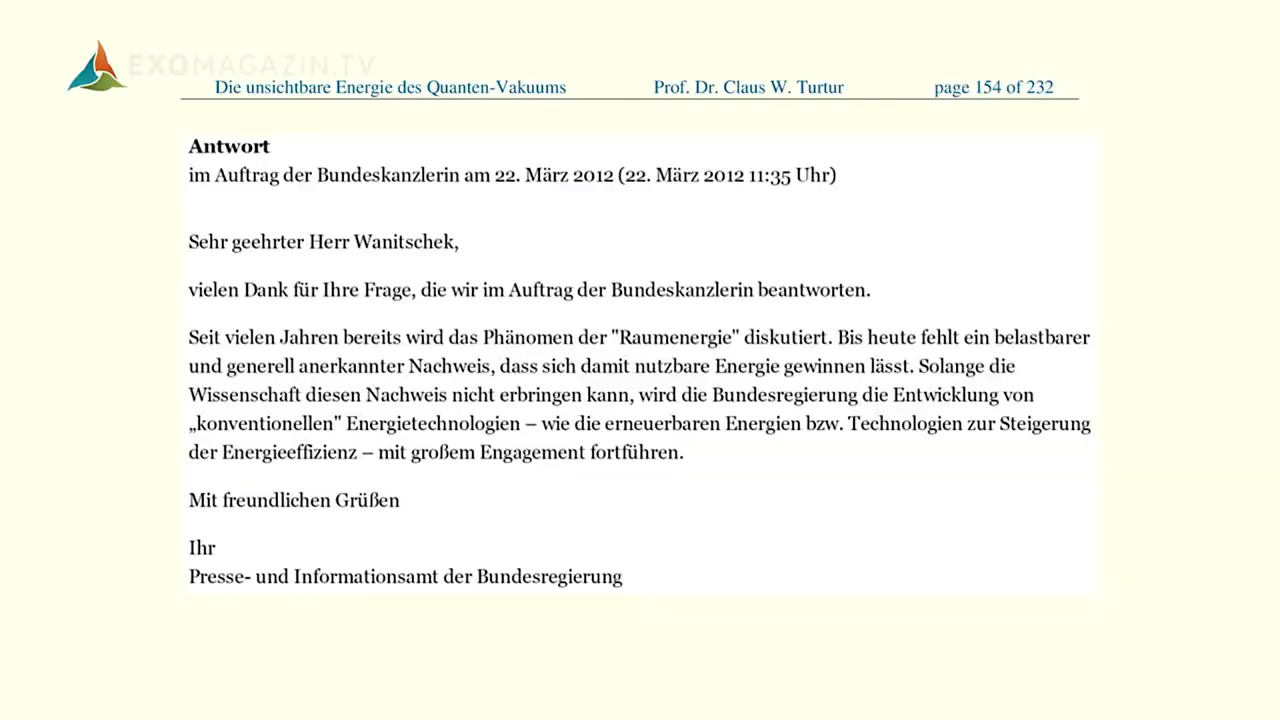 EXOMAGAZIN.TV
Die unsichtbare Energie des Quanten-Vakuums Prof. Dr. Claus W. Turtur page 154 of 232
Antwort
im Auftrag der Bundeskanzlerin am 22. März 2012 (22. März 2012 11:35 Uhr)
Sehr geehrter Herr Wanitschek,
vielen Dank für Ihre Frage, die wir im Auftrag der Bundeskanzlerin beantworten.
Seit vielen Jahren bereits wird das Phänomen der "Raumenergie" diskutiert. Bis heute fehlt ein belastbarer
und generell anerkannter Nachweis, dass sich damit nutzbare Energie gewinnen lässt. Solange die
Wissenschaft diesen Nachweis nicht erbringen kann, wird die Bundesregierung die Entwicklung von
„konventionellen" Energietechnologien – wie die erneuerbaren Energien bzw. Technologien zur Steigerung
der Energieeffizienz – mit großem Engagement fortführen.
Mit freundlichen Grüßen
Ihr
Presse- und Informationsamt der Bundesregierung